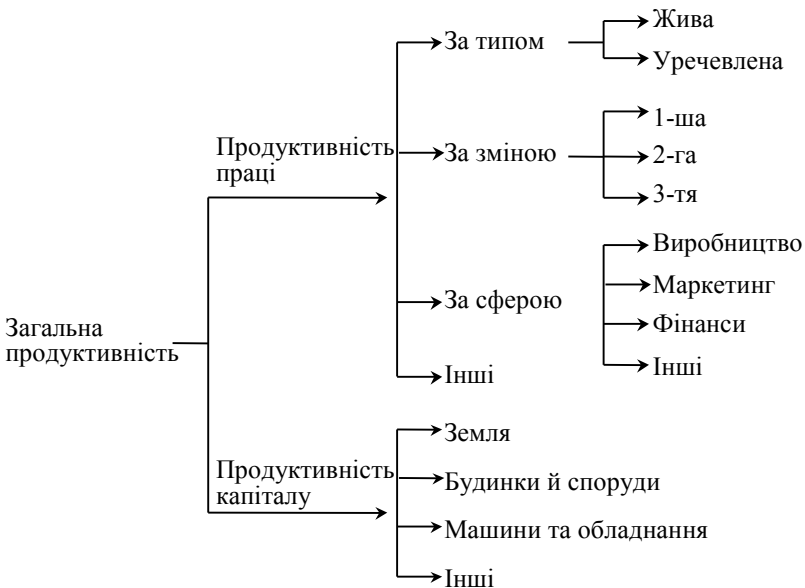 Загальна
продуктивність
Продуктивність
праці
За типом
Жива
Уречевлена
За зміною
1-ша
2-га
3-тя
За сферою
Виробництво
Маркетинг
Фінанси
Інші
Інші
Продуктивність
капіталу
Земля
Будинки й споруди
Машини та обладнання
Інші